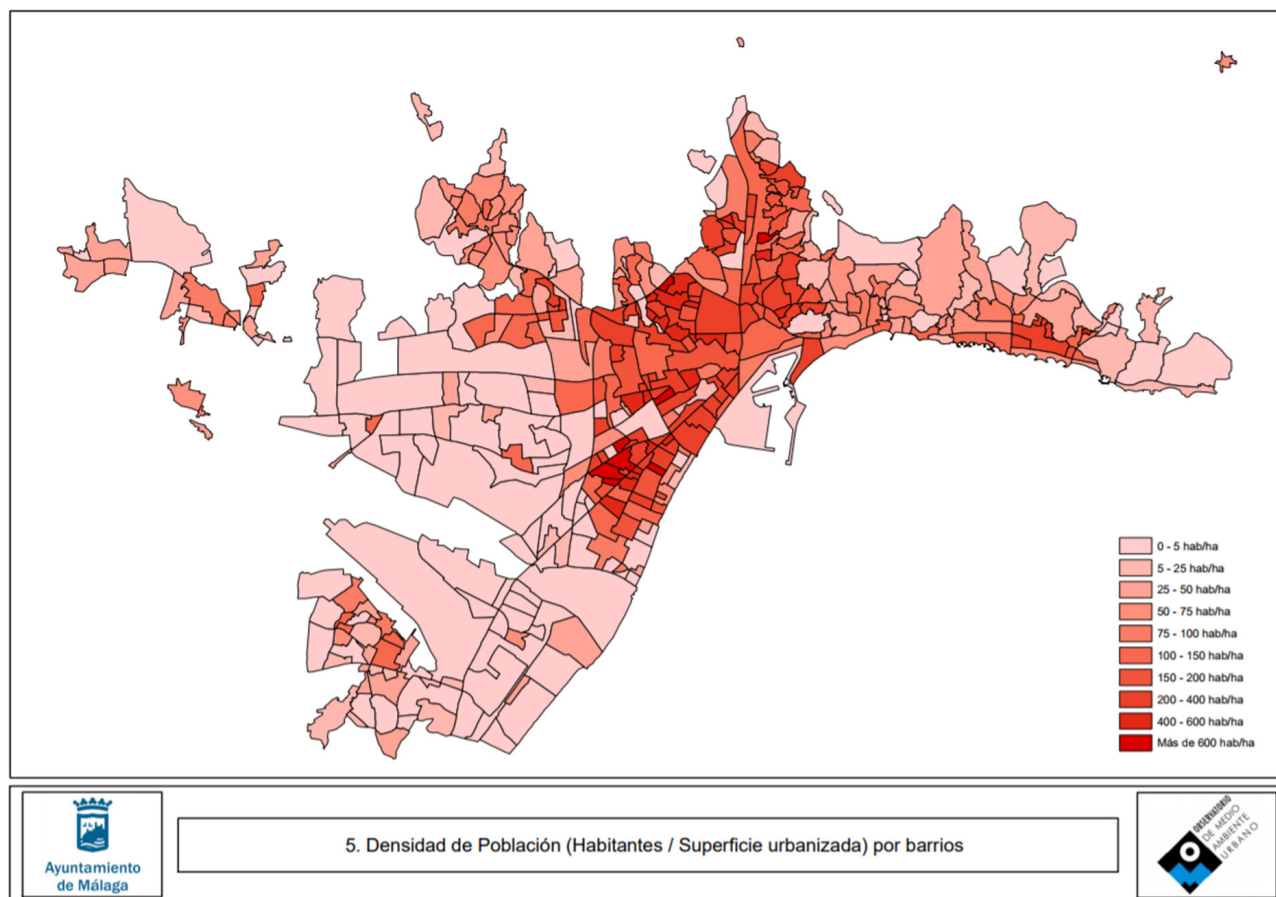 0 - 5 hab/ha
5 - 25 hab/ha
25 - 50 hab/ha
50 - 75 hab/ha
75 - 100 hab/ha
100 - 150 hab/ha
150 - 200 hab/ha
200 - 400 hab/ha
400 - 600 hab/ha
Más de 600 hab/ha
Ayuntamiento
de Málaga
5. Densidad de Población (Habitantes / Superficie urbanizada) por barrios
OBSERVATORIO
DE MEDIO
AMBIENTE
URBANO